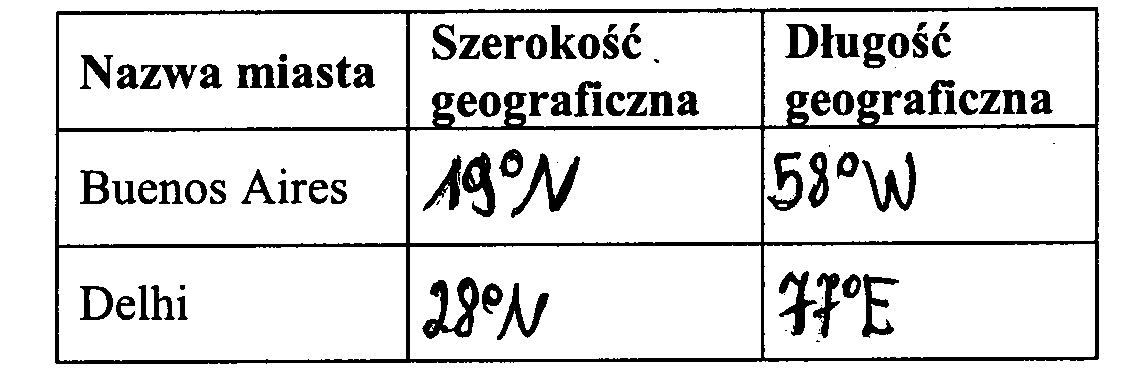 Nazwa miasta
Szerokość geograficzna
Długość geograficzna
Buenos Aires 19°N 58°W
Delhi 28°N 77°E